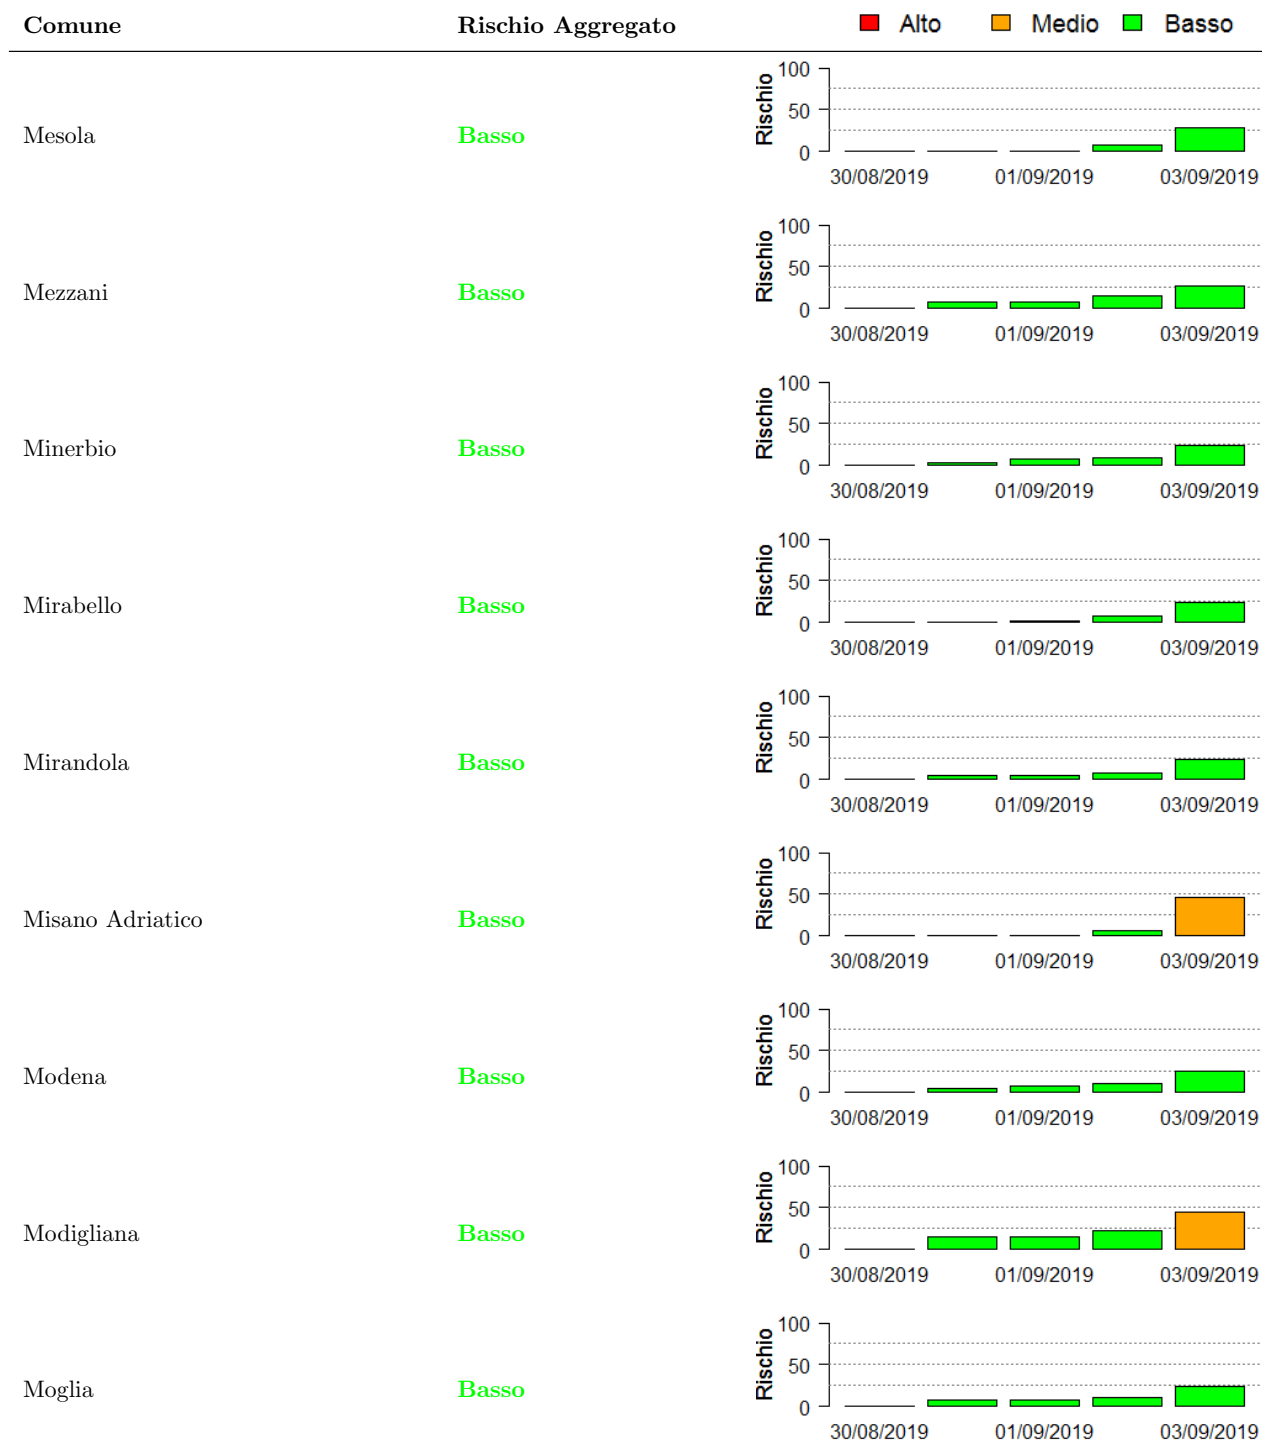 Comune Rischio Aggregato Alto Medio Basso
Mesola Basso
Rischio
100
50
0
30/08/2019 01/09/2019 03/09/2019
Mezzani Basso
Rischio
100
50
0
30/08/2019 01/09/2019 03/09/2019
Minerbio Basso
Rischio
100
50
0
30/08/2019 01/09/2019 03/09/2019
Mirabello Basso
Rischio
100
50
0
30/08/2019 01/09/2019 03/09/2019
Mirandola Basso
Rischio
100
50
0
30/08/2019 01/09/2019 03/09/2019
Misano Adriatico Basso
Rischio
100
50
0
30/08/2019 01/09/2019 03/09/2019
Modena Basso
Rischio
100
50
0
30/08/2019 01/09/2019 03/09/2019
Modigliana Basso
Rischio
100
50
0
30/08/2019 01/09/2019 03/09/2019
Moglia Basso
Rischio
100
50
0
30/08/2019 01/09/2019 03/09/2019